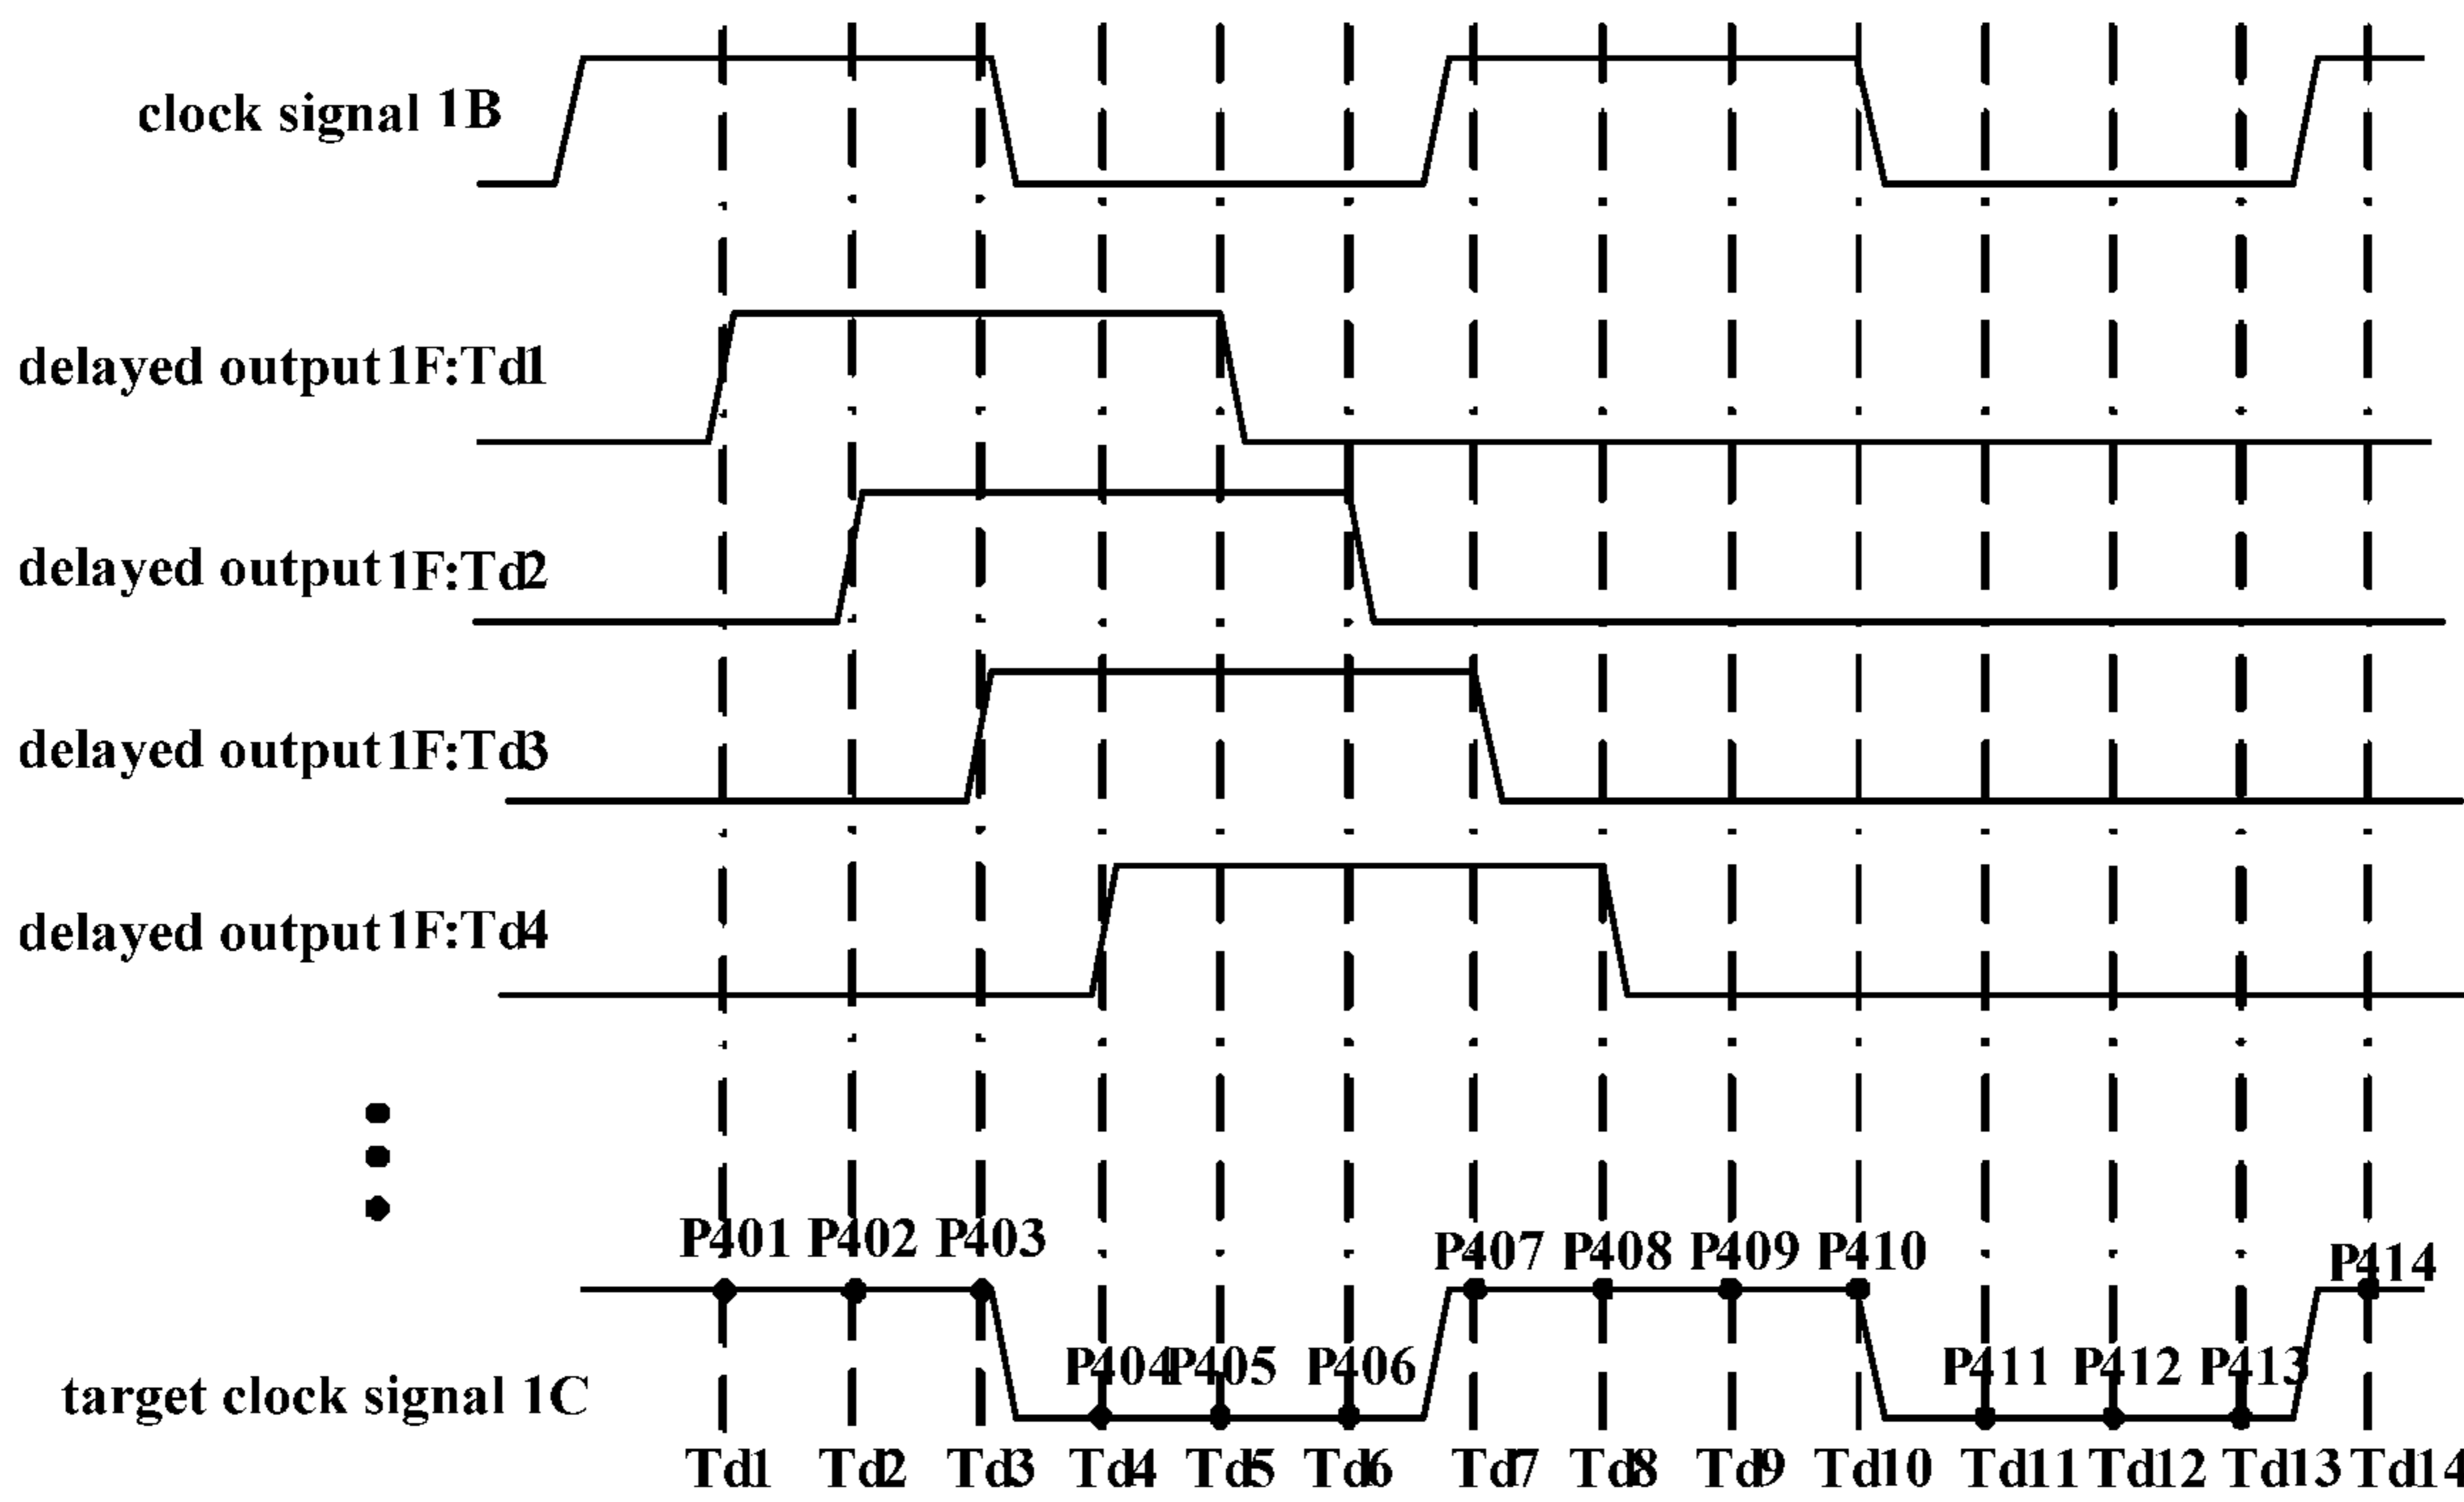 clock signal 1B
delayed output 1F:Td1
delayed output 1F:Td2
delayed output 1F:Td3
delayed output 1F:Td4
P401 P402 P403 P407 P408 P409 P410 P414
P404 P405 P406 P411 P412 P413
target clock signal 1C
Td1 Td2 Td3 Td4 Td5 Td6 Td7 Td8 Td9 Td10 Td11 Td12 Td13 Td14